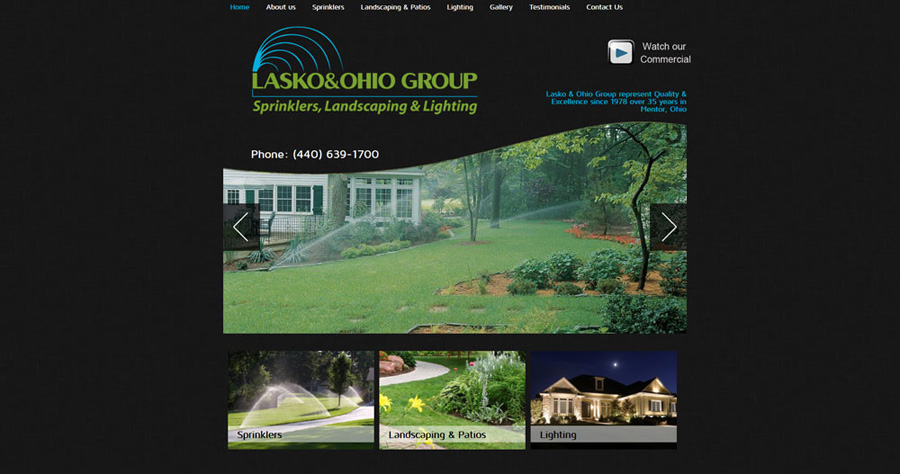 Home About us Sprinklers Landscaping & Patios Lighting Gallery Testimonials Contact Us
Watch our
Commercial
LASKO&OHIO GROUP
Sprinklers, Landscaping & Lighting
Lasko & Ohio Group represent Quality &
Excellence since 1978 over 35 years in
Mentor, Ohio
Phone: (440) 639-1700
Sprinklers
Landscaping & Patios
Lighting